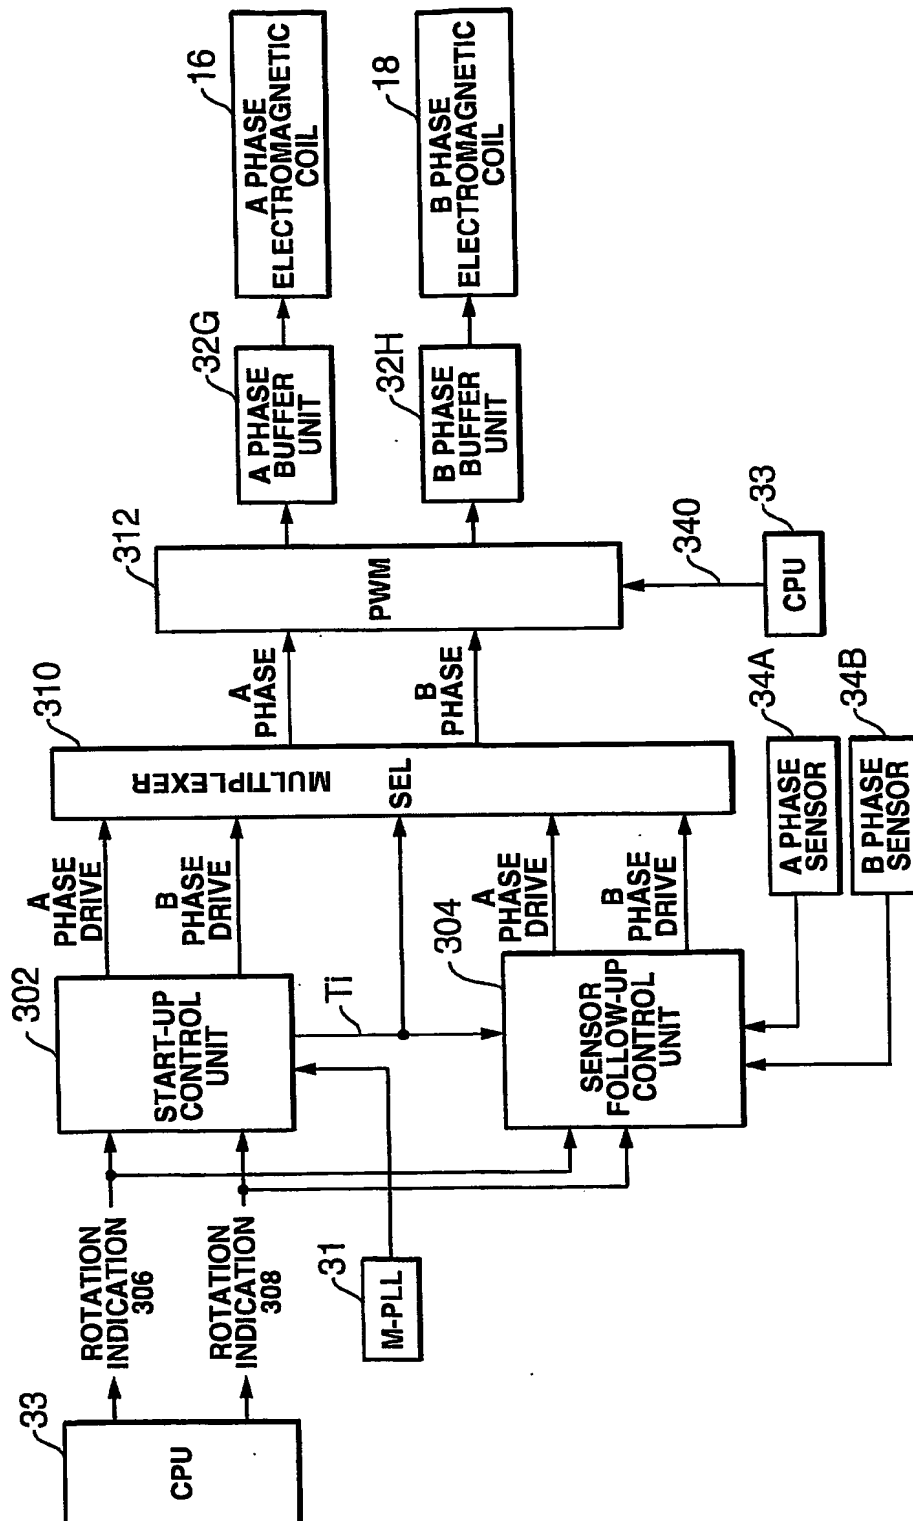 33
CPU
ROTATION
INDICATION
306
ROTATION
INDICATION
308
31
M-PLL
302
START-UP
CONTROL
UNIT
Ti
304
SENSOR
FOLLOW-UP
CONTROL
UNIT
A
PHASE
DRIVE
B
PHASE
DRIVE
A
PHASE
DRIVE
B
PHASE
DRIVE
34A
A PHASE
SENSOR
34B
B PHASE
SENSOR
310
MULTIPLEXER
SEL
A
PHASE
B
PHASE
312
PWM
340
33
CPU
32G
A PHASE
BUFFER
UNIT
32H
B PHASE
BUFFER
UNIT
16
A PHASE
ELECTROMAGNETIC
COIL
18
B PHASE
ELECTROMAGNETIC
COIL